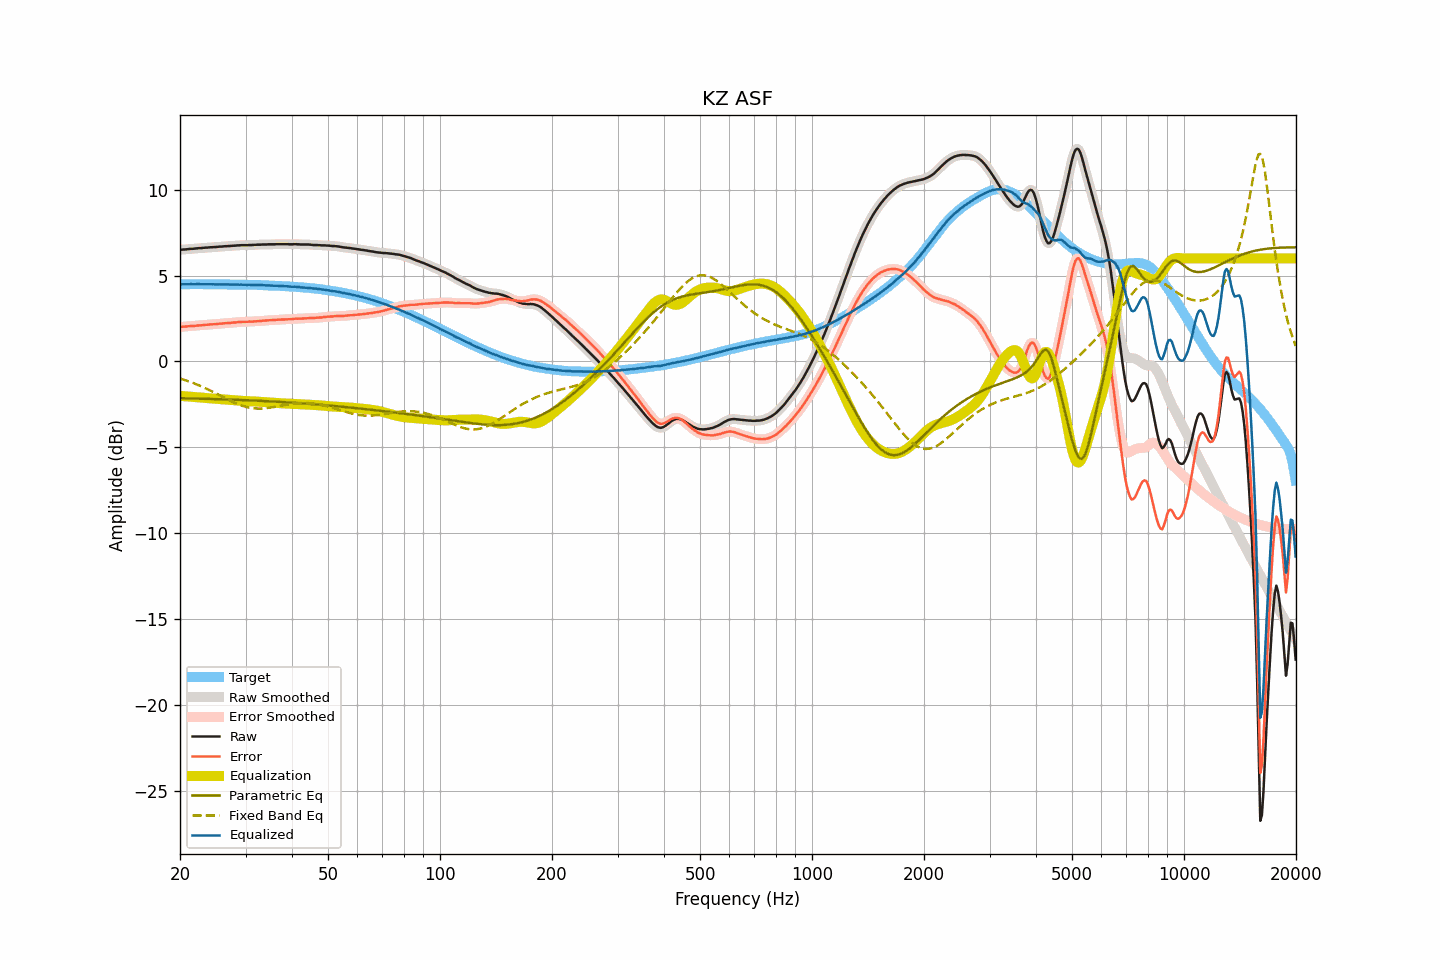 KZ ASF
Amplitude (dBr)
10
5
0
−5
−10
−15
−20
−25
Target
Raw Smoothed
Error Smoothed
Raw
Error
Equalization
Parametric Eq
Fixed Band Eq
Equalized
20 50 100 200 500 1000 2000 5000 10000 20000
Frequency (Hz)